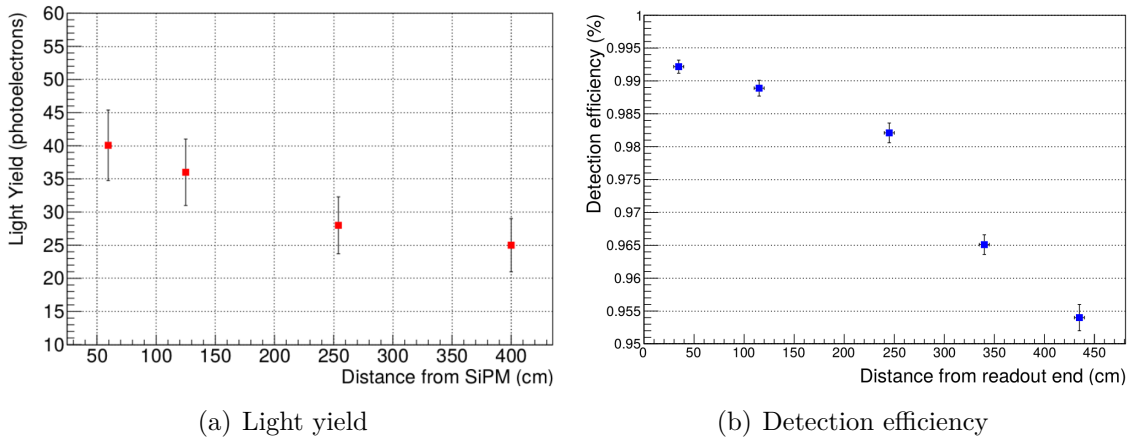 Light Yield (photoelectrons)
60
55
50
45
40
35
30
25
20
15
10
50 100 150 200 250 300 350 400
Distance from SiPM (cm)
(a) Light yield
Detection efficiency (%)
1
0.995
0.99
0.985
0.98
0.975
0.97
0.965
0.96
0.955
0.95
0 50 100 150 200 250 300 350 400 450
Distance from readout end (cm)
(b) Detection efficiency